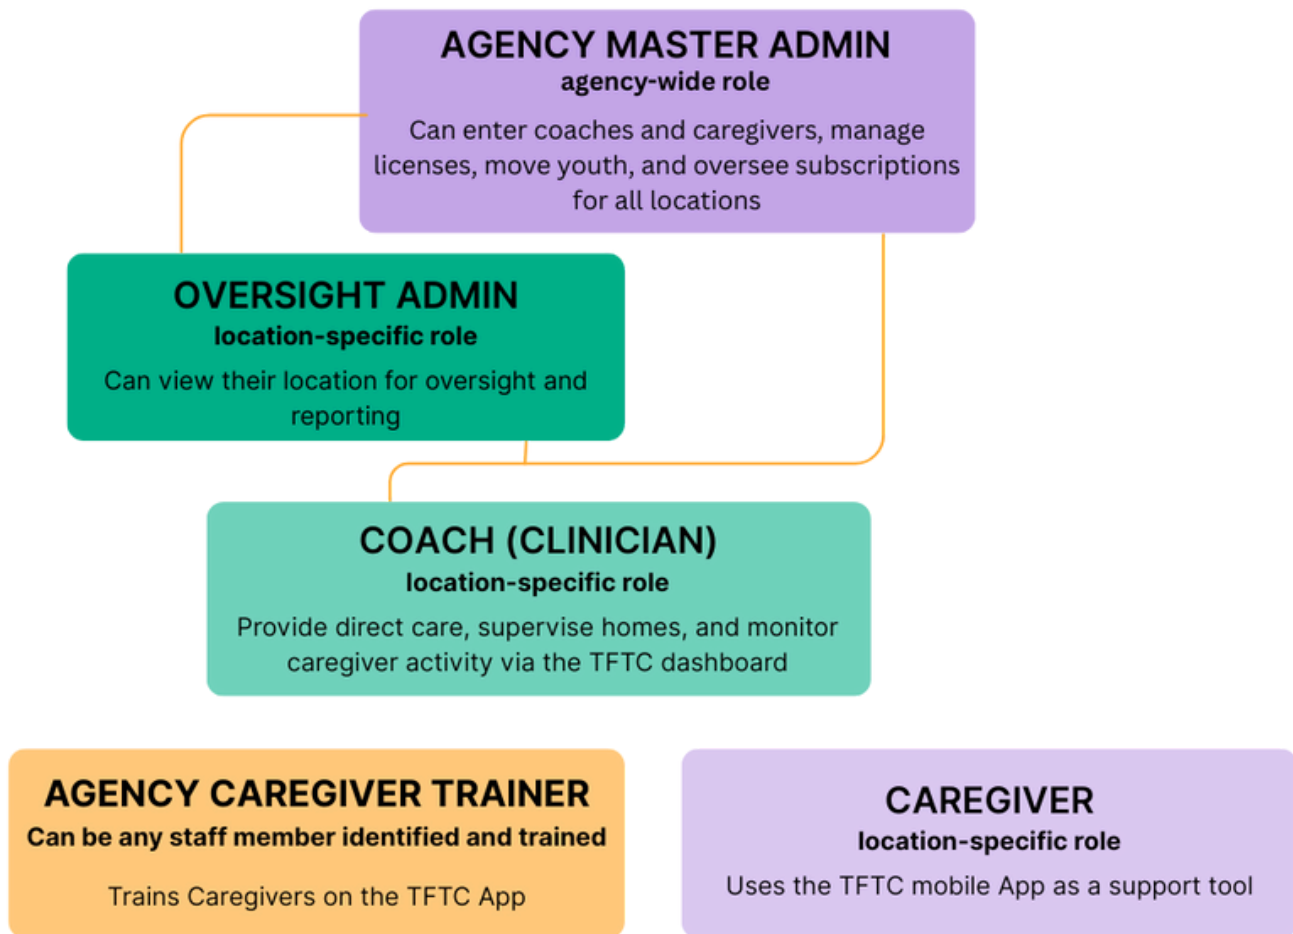 AGENCY MASTER ADMIN
agency-wide role
Can enter coaches and caregivers, manage
licenses, move youth, and oversee subscriptions
for all locations
OVERSIGHT ADMIN
location-specific role
Can view their location for oversight and
reporting
COACH (CLINICIAN)
location-specific role
Provide direct care, supervise homes, and monitor
caregiver activity via the TFTC dashboard
AGENCY CAREGIVER TRAINER
Can be any staff member identified and trained
Trains Caregivers on the TFTC App
CAREGIVER
location-specific role
Uses the TFTC mobile App as a support tool